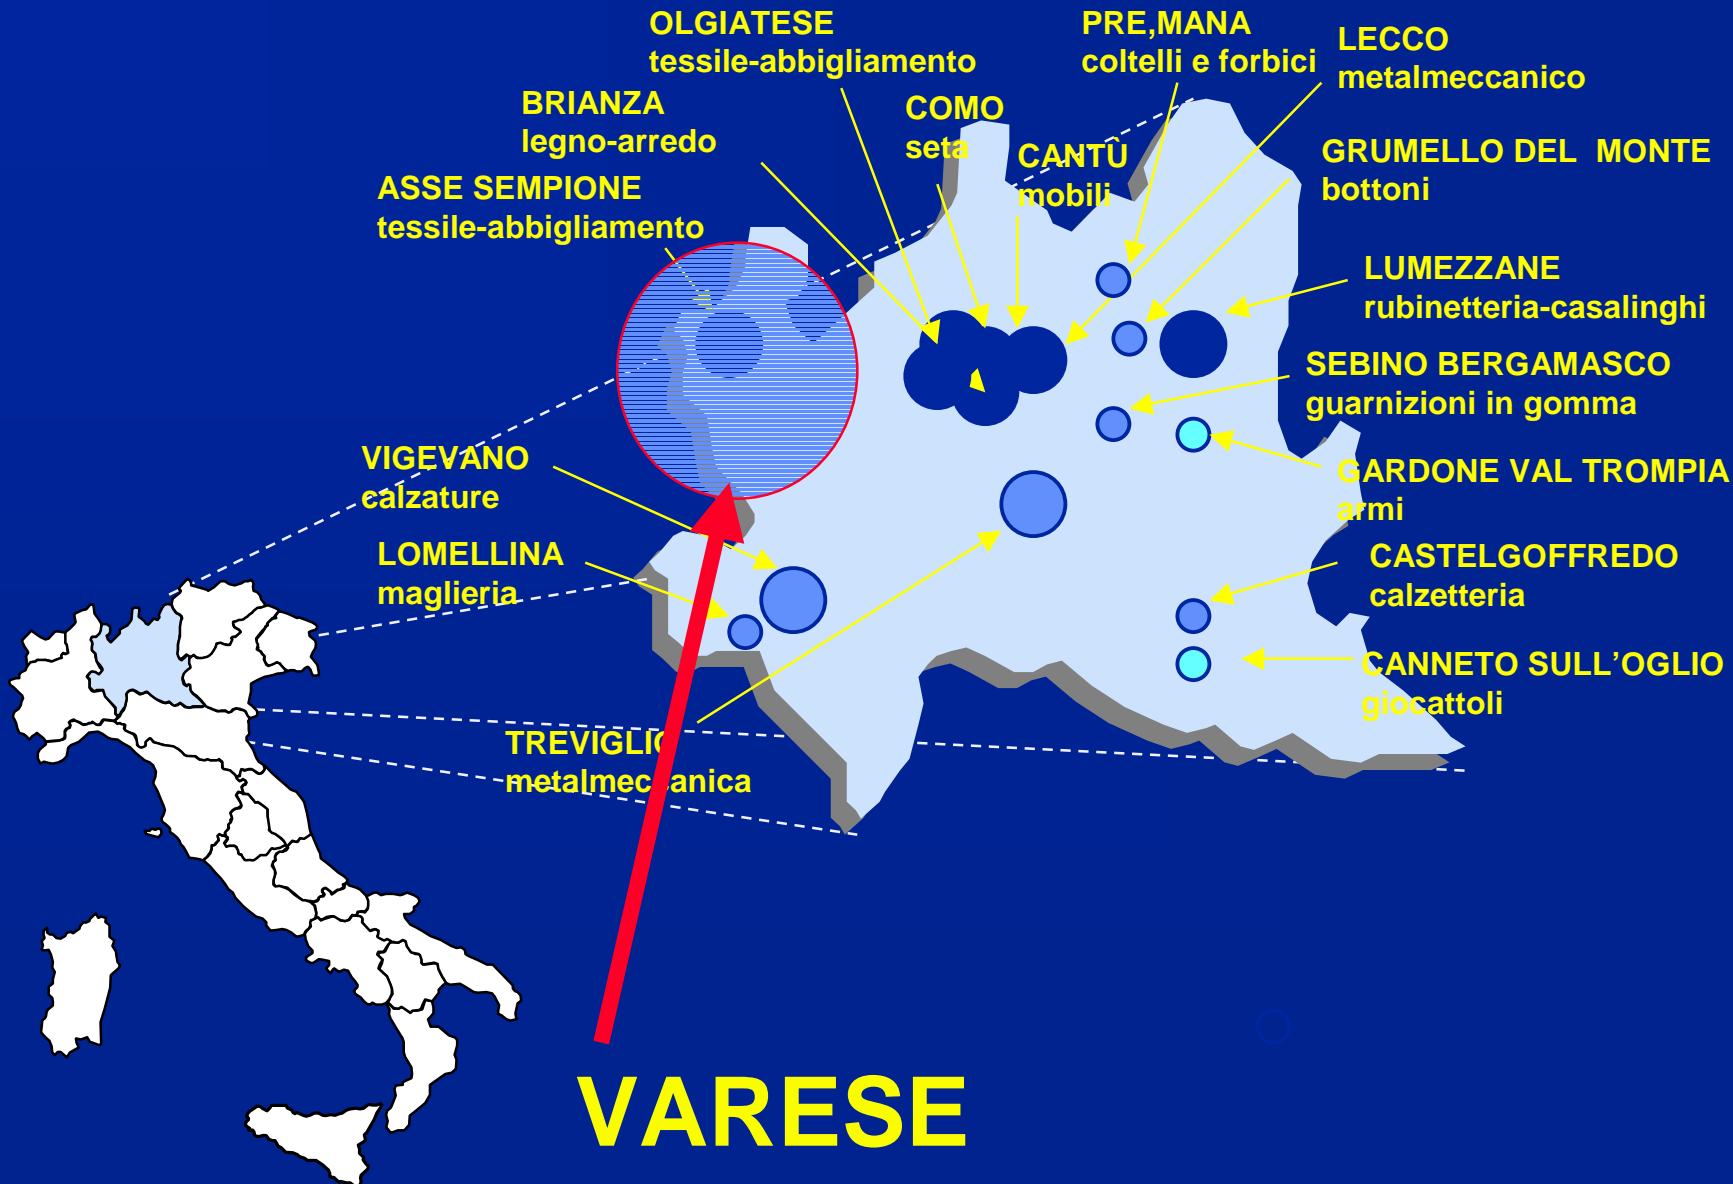 OLGIATESE
tessile-abbigliamento
PRE,MANA
coltelli e forbici
LECCO
metalmeccanico
BRIANZA
legno-arredo
COMO
seta
CANTÙ
mobili
GRUMELLO DEL  MONTE
bottoni
ASSE SEMPIONE
tessile-abbigliamento
LUMEZZANE
rubinetteria-casalinghi
SEBINO BERGAMASCO
guarnizioni in gomma
VIGEVANO
calzature
GARDONE VAL TROMPIA
armi
LOMELLINA
maglieria
CASTELGOFFREDO
calzetteria
CANNETO SULL’OGLIO
giocattoli
TREVIGLIO
metalmeccanica
VARESE